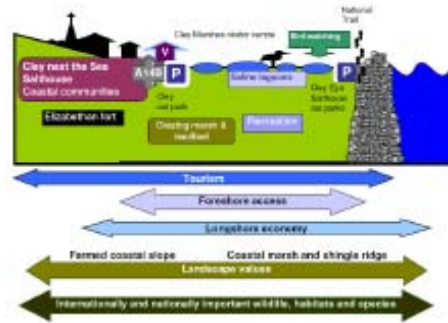 National
Trail
Cley Marshes visitor centre
Bird watching
V
Cley next the Sea
Salthouse
Coastal communities
A149
P
Saline lagoons
P
Cley
car park
Cley Eye
Salthouse
car parks
Elizabethan fort
Grazing marsh &
reedbed
Recreation
Tourism
Foreshore access
Longshore economy
Farmed coastal slope
Coastal marsh and shingle ridge
Landscape values
Internationally and nationally important wildlife, habitats and species